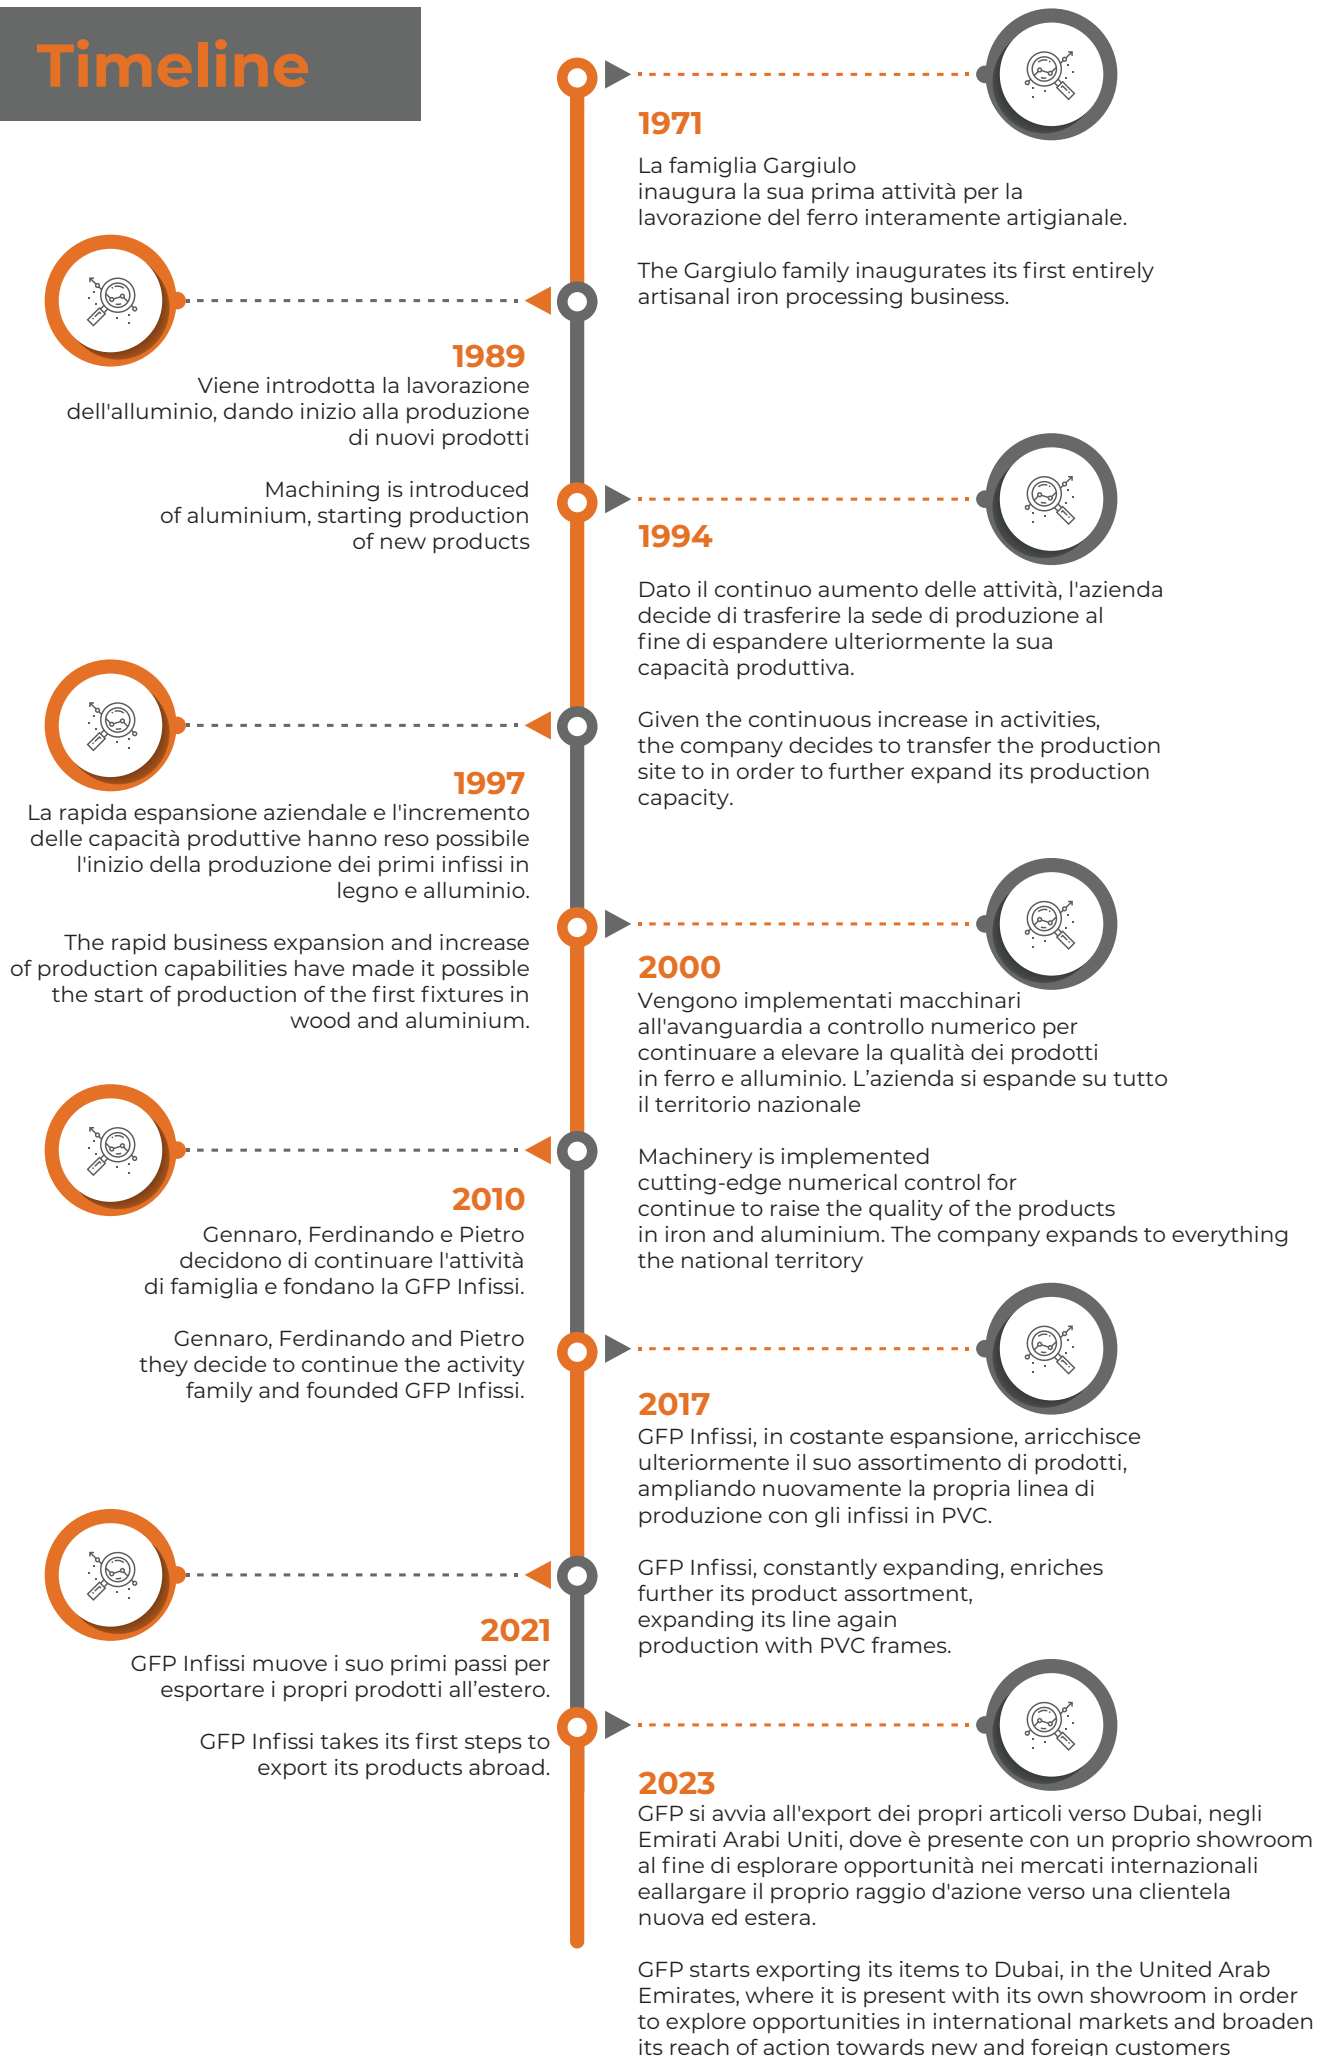 Timeline
1971
La famiglia Gargiulo
inaugura la sua prima attività per la
lavorazione del ferro interamente artigianale.
The Gargiulo family inaugurates its first entirely
artisanal iron processing business.
1989
Viene introdotta la lavorazione
dell'alluminio, dando inizio alla produzione
di nuovi prodotti
Machining is introduced
of aluminium, starting production
of new products
1994
Dato il continuo aumento delle attività, l'azienda
decide di trasferire la sede di produzione al
fine di espandere ulteriormente la sua
capacità produttiva.
Given the continuous increase in activities,
the company decides to transfer the production
site to in order to further expand its production
capacity.
1997
La rapida espansione aziendale e l'incremento
delle capacità produttive hanno reso possibile
l'inizio della produzione dei primi infissi in
legno e alluminio.
The rapid business expansion and increase
of production capabilities have made it possible
the start of production of the first fixtures in
wood and aluminium.
2000
Vengono implementati macchinari
all'avanguardia a controllo numerico per
continuare a elevare la qualità dei prodotti
in ferro e alluminio. L’azienda si espande su tutto
il territorio nazionale
Machinery is implemented
cutting-edge numerical control for
continue to raise the quality of the products
in iron and aluminium. The company expands to everything
the national territory
2010
Gennaro, Ferdinando e Pietro
decidono di continuare l'attività
di famiglia e fondano la GFP Infissi.
Gennaro, Ferdinando and Pietro
they decide to continue the activity
family and founded GFP Infissi.
2017
GFP Infissi, in costante espansione, arricchisce
ulteriormente il suo assortimento di prodotti,
ampliando nuovamente la propria linea di
produzione con gli infissi in PVC.
GFP Infissi, constantly expanding, enriches
further its product assortment,
expanding its line again
production with PVC frames.
2021
GFP Infissi muove i suo primi passi per
esportare i propri prodotti all’estero.
GFP Infissi takes its first steps to
export its products abroad.
2023
GFP si avvia all'export dei propri articoli verso Dubai, negli
Emirati Arabi Uniti, dove è presente con un proprio showroom
al fine di esplorare opportunità nei mercati internazionali
eallargare il proprio raggio d'azione verso una clientela
nuova ed estera.
GFP starts exporting its items to Dubai, in the United Arab
Emirates, where it is present with its own showroom in order
to explore opportunities in international markets and broaden
its reach of action towards new and foreign customers